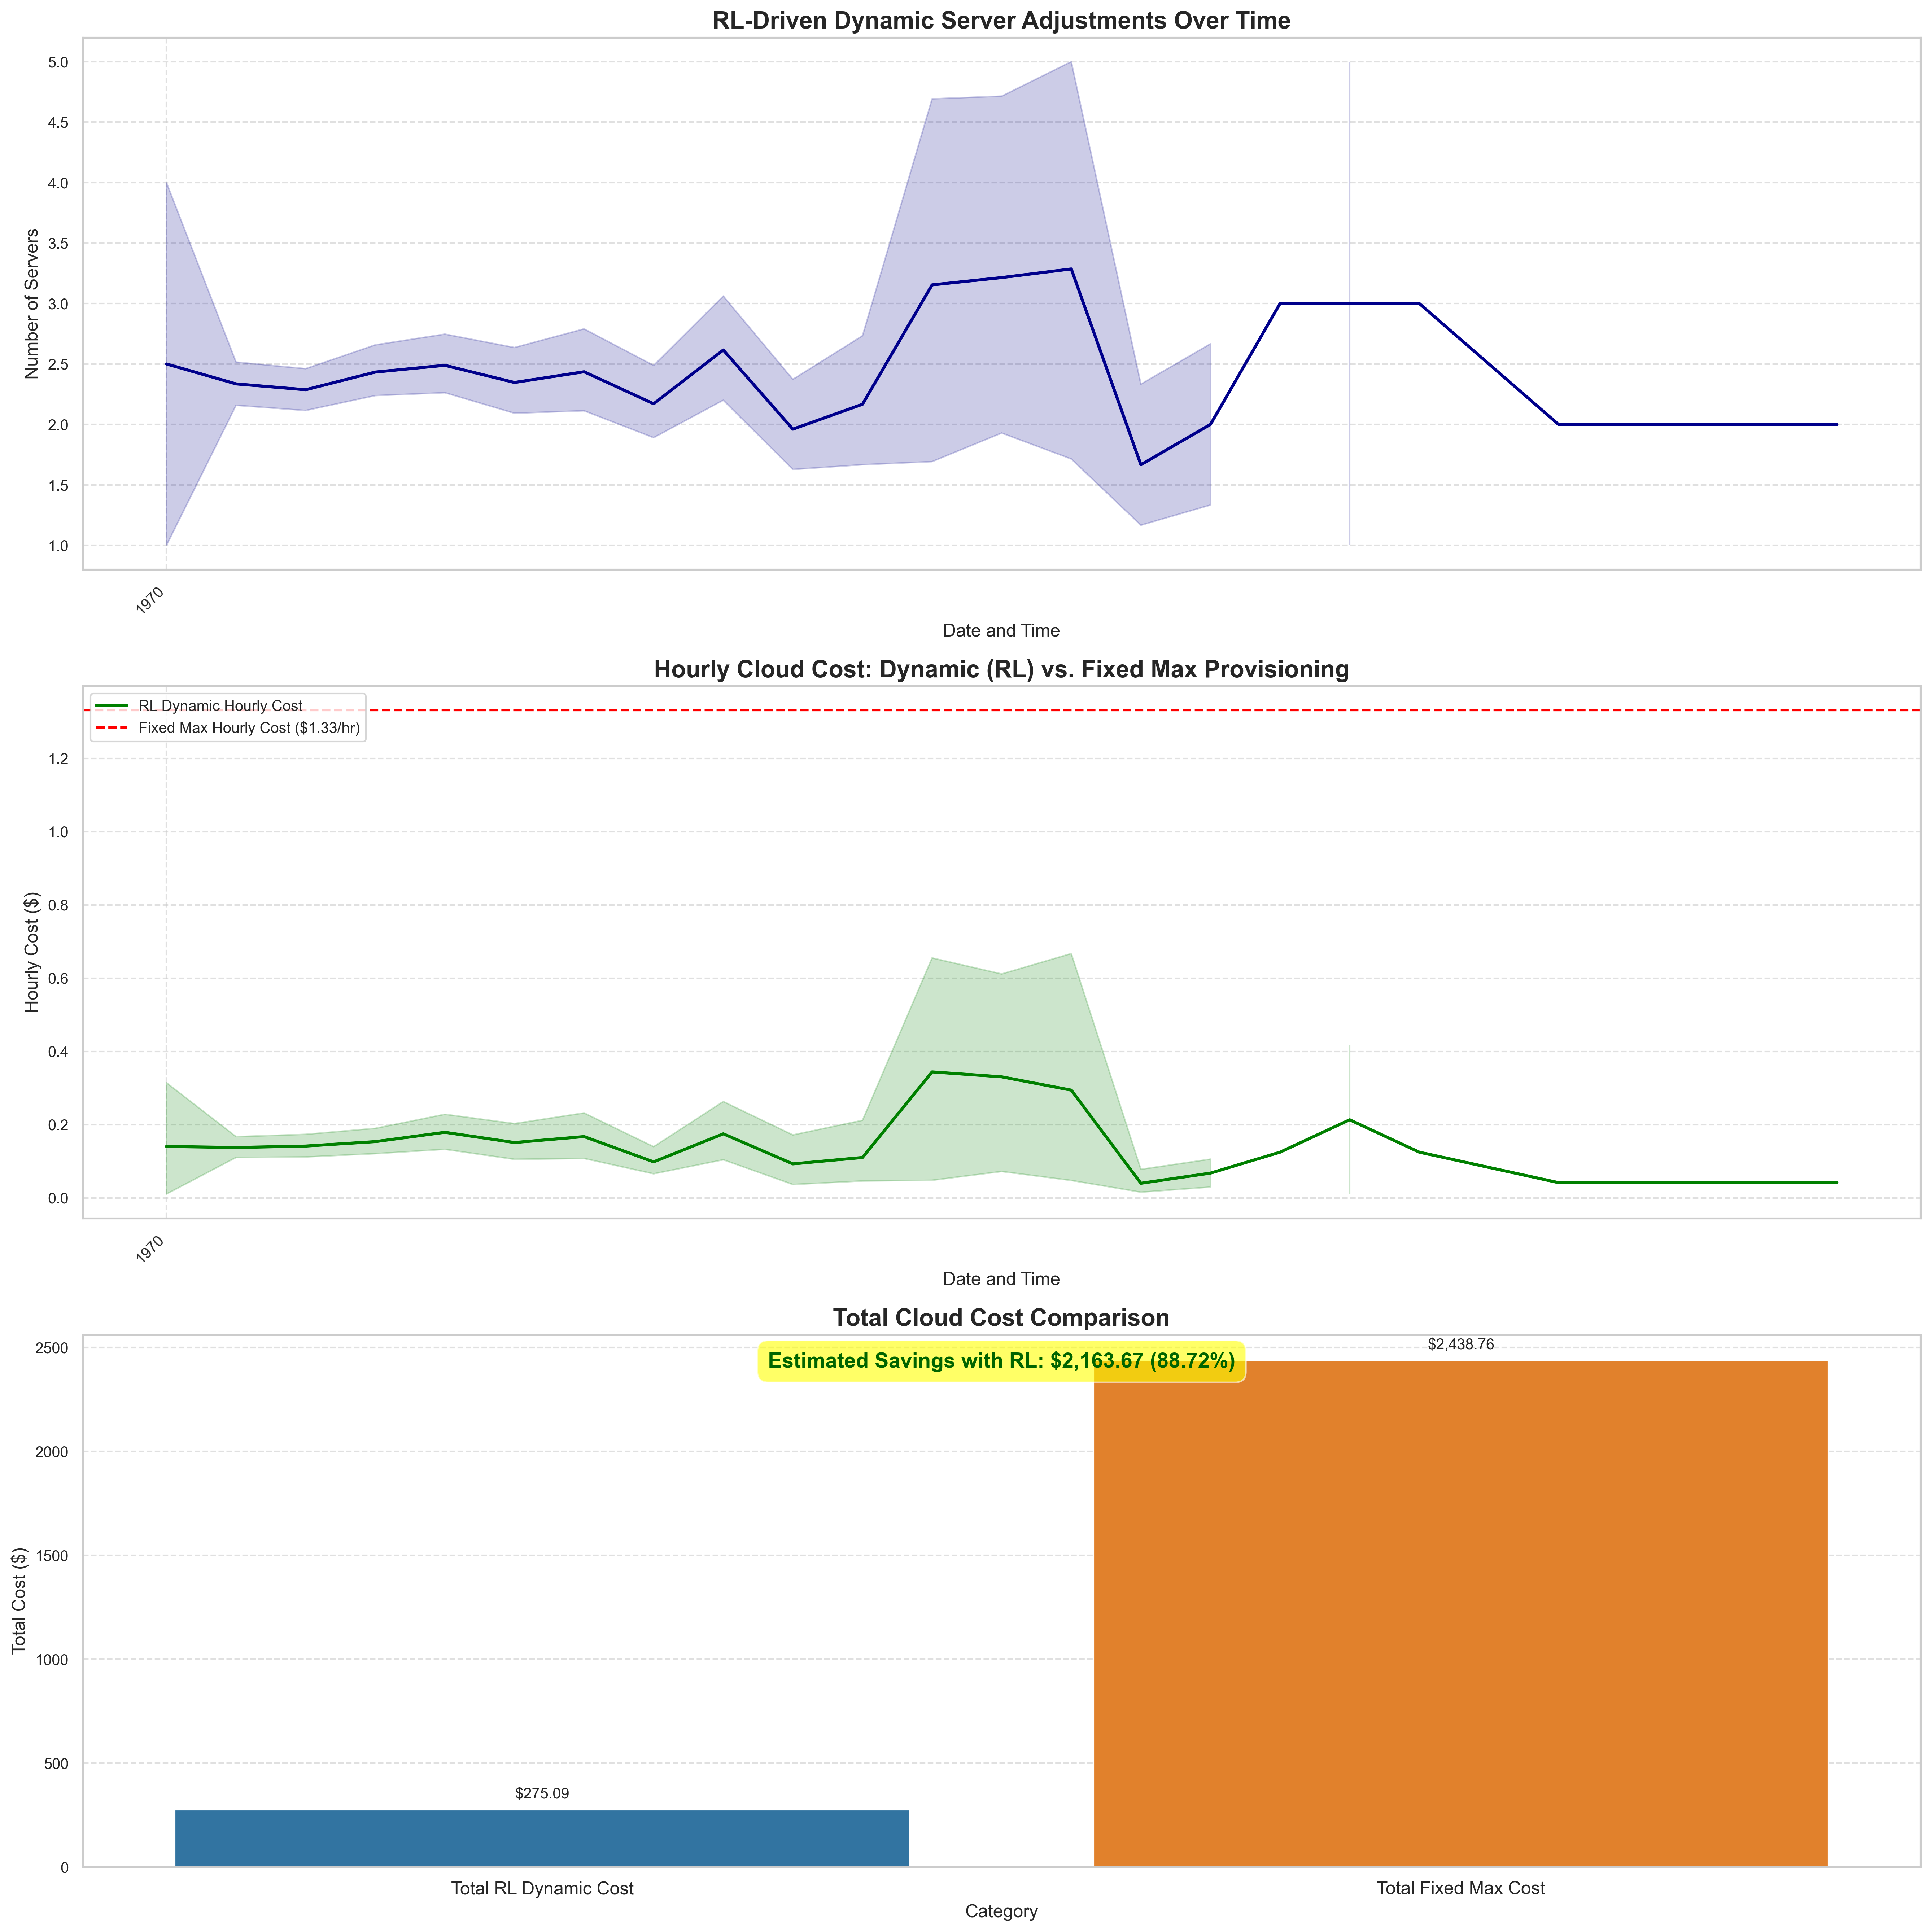 RL-Driven Dynamic Server Adjustments Over Time
Number of Servers
5.0
4.5
4.0
3.5
3.0
2.5
2.0
1.5
1.0
1970
Date and Time
Hourly Cloud Cost: Dynamic (RL) vs. Fixed Max Provisioning
RL Dynamic Hourly Cost
Fixed Max Hourly Cost ($1.33/hr)
Hourly Cost ($)
1.2
1.0
0.8
0.6
0.4
0.2
0.0
1970
Date and Time
Total Cloud Cost Comparison
Estimated Savings with RL: $2,163.67 (88.72%)
$2,438.76
$275.09
Total Cost ($)
2500
2000
1500
1000
500
0
Total RL Dynamic Cost
Total Fixed Max Cost
Category